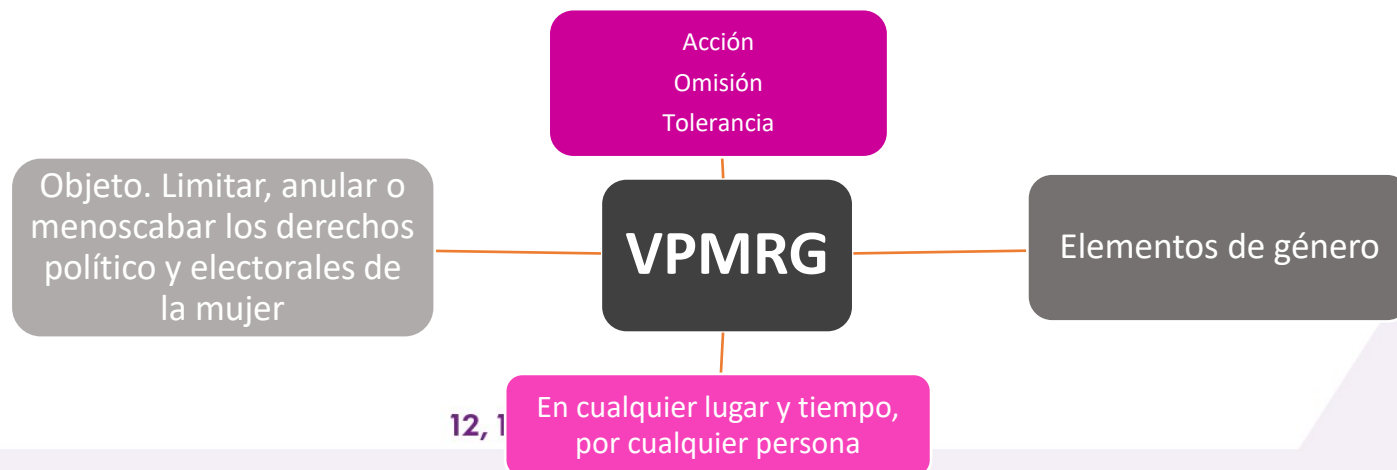 Acción
Omisión
Tolerancia
Objeto. Limitar, anular o
menoscabar los derechos
político y electorales de
la mujer
VPMRG
Elementos de género
En cualquier lugar y tiempo,
por cualquier persona
12,